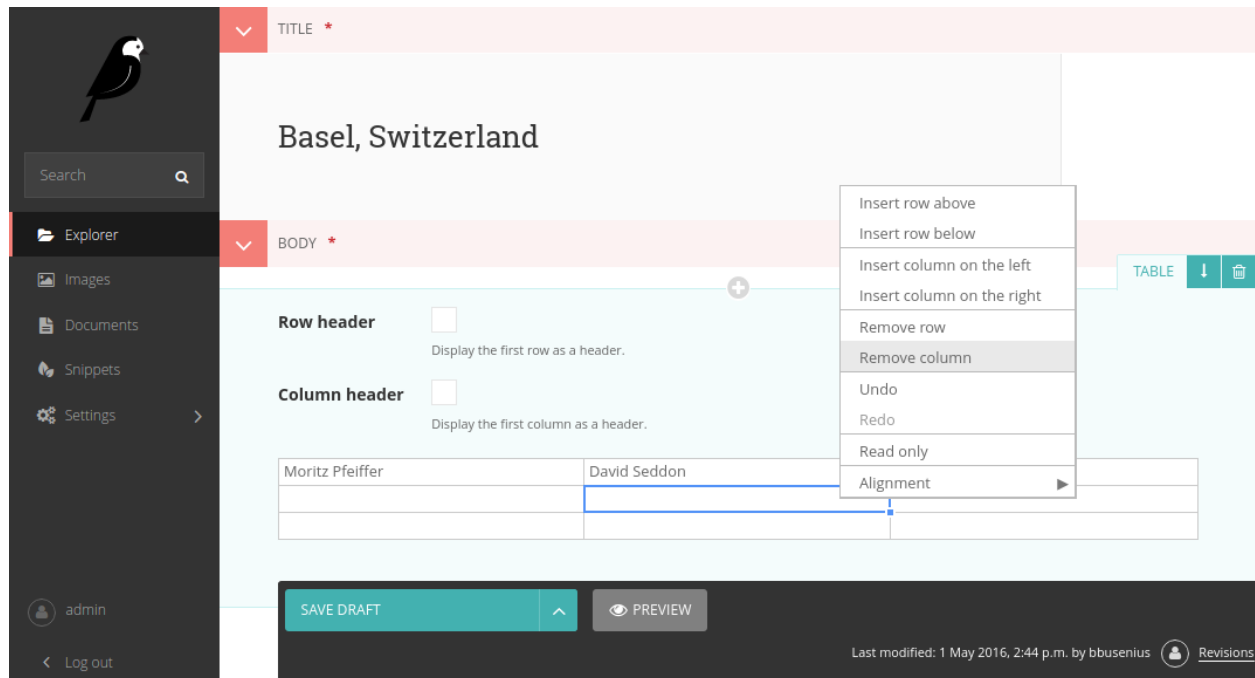 Search
Explorer
Images
Documents
Snippets
Settings
admin
Log out
TITLE *
Basel, Switzerland
BODY *
TABLE
Row header
Display the first row as a header.
Column header
Display the first column as a header.
Moritz Pfeiffer David Seddon
Insert row above
Insert row below
Insert column on the left
Insert column on the right
Remove row
Remove column
Undo
Redo
Read only
Alignment
SAVE DRAFT
PREVIEW
Last modified: 1 May 2016, 2:44 p.m. by bbusenius Revisions